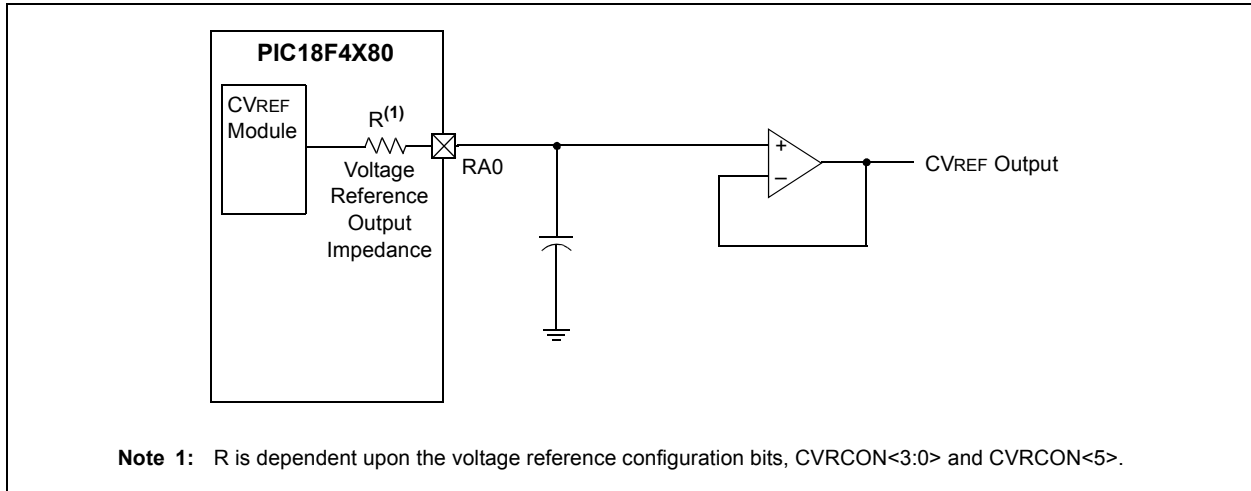 PIC18F4X80
CVREF
Module
R(1)
Voltage
Reference
Output
Impedance
RA0
+
–
CVREF Output
Note 1: R is dependent upon the voltage reference configuration bits, CVRCON<3:0> and CVRCON<5>.